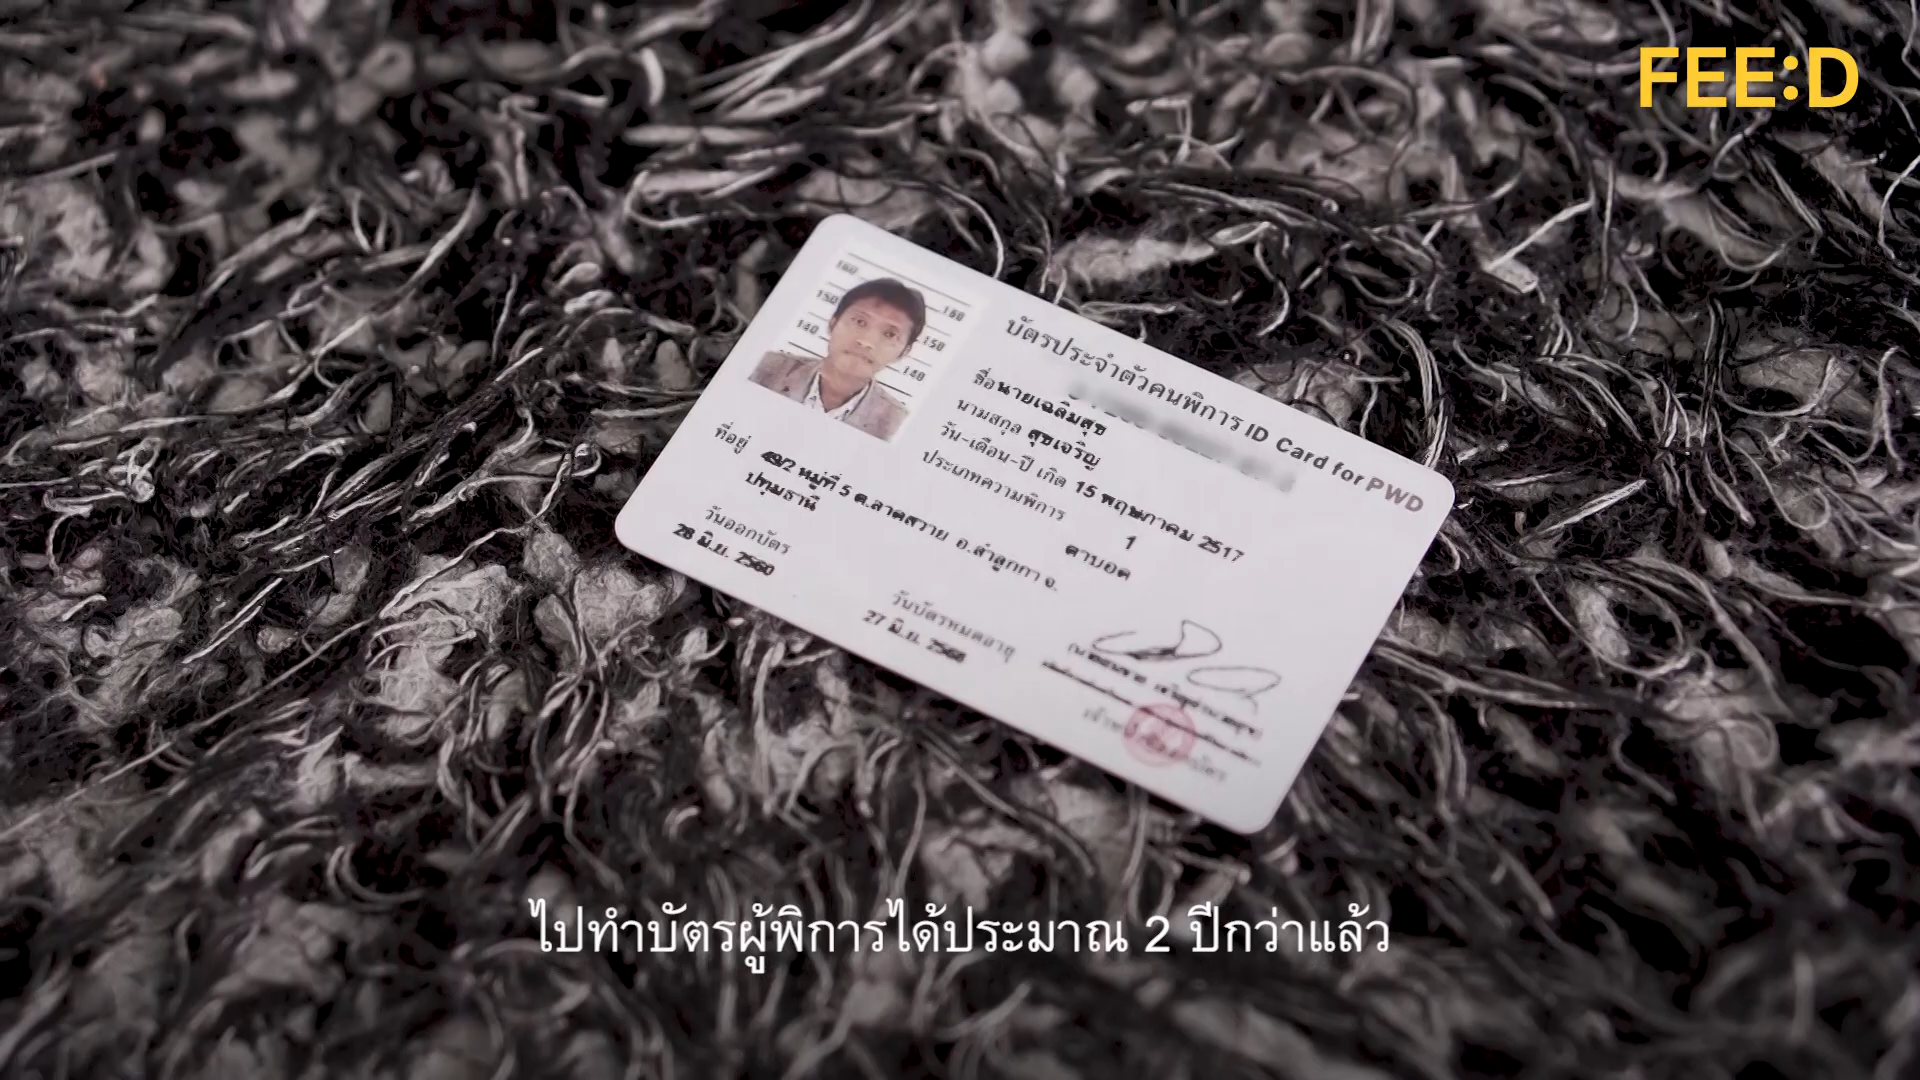 FEE:D
160
150
140
160
150
140
บัตรประจำตัวคนพิการ ID Card for PWD
ชื่อ นายเฉลิมสุข
นามสกุล สุขเจริญ
วัน-เดือน-ปี เกิด 15 พฤษภาคม 2517
ประเภทความพิการ 1
ตาบอด
ที่อยู่ 49/2 หมู่ที่ 5 ต.ลาดสวาย อ.ลำลูกกา จ.
ปทุมธานี
วันออกบัตร
28 มิ.ย. 2560
วันบัตรหมดอายุ
27 มิ.ย. 2568
ไปทำบัตรผู้พิการได้ประมาณ 2 ปีกว่าแล้ว